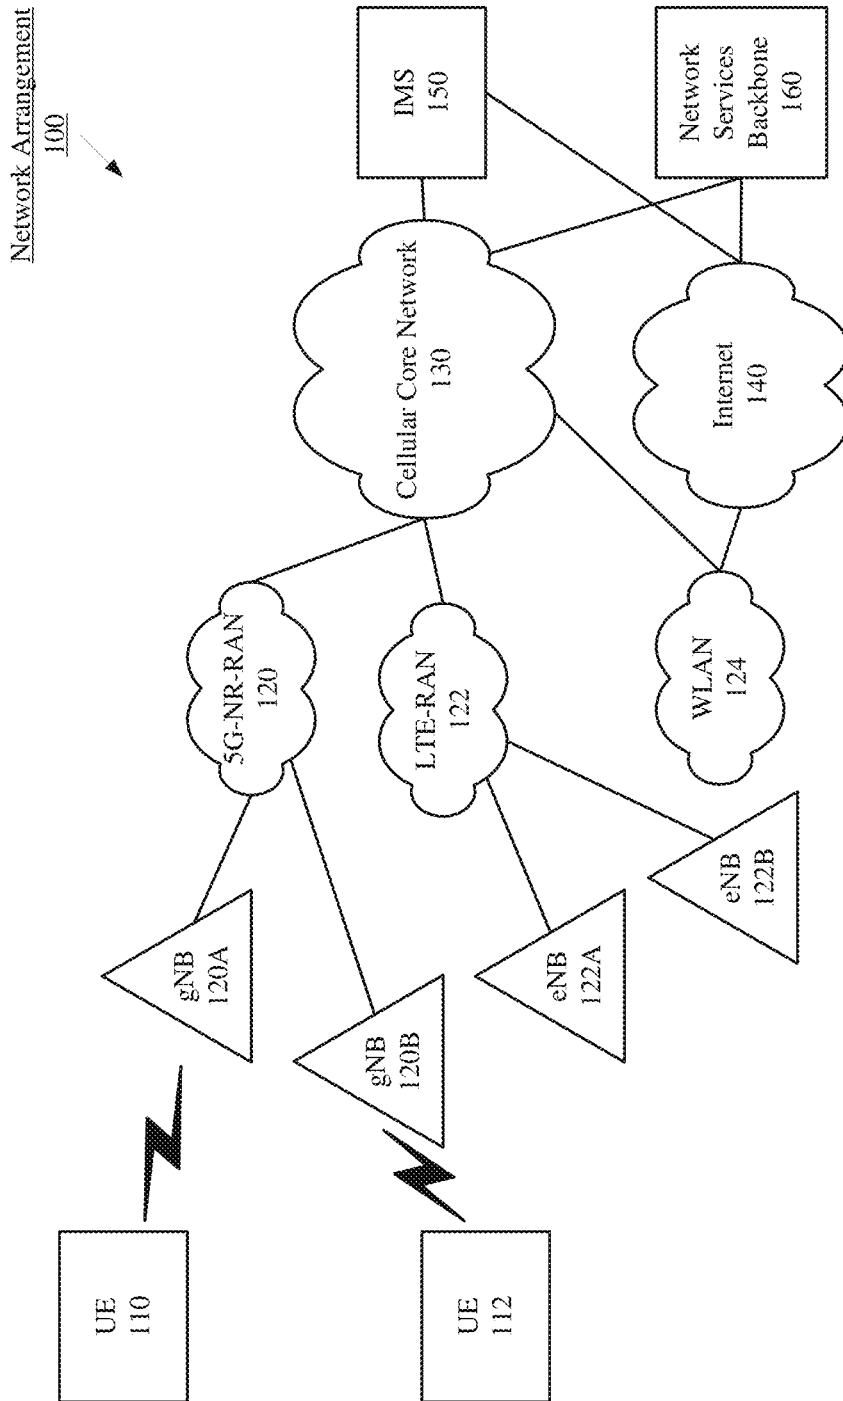 Network Arrangement
100
UE
110
UE
112
gNB
120A
gNB
120B
eNB
122A
eNB
122B
5G-NR-RAN
120
LTE-RAN
122
WLAN
124
Cellular Core Network
130
Internet
140
IMS
150
Network
Services
Backbone
160